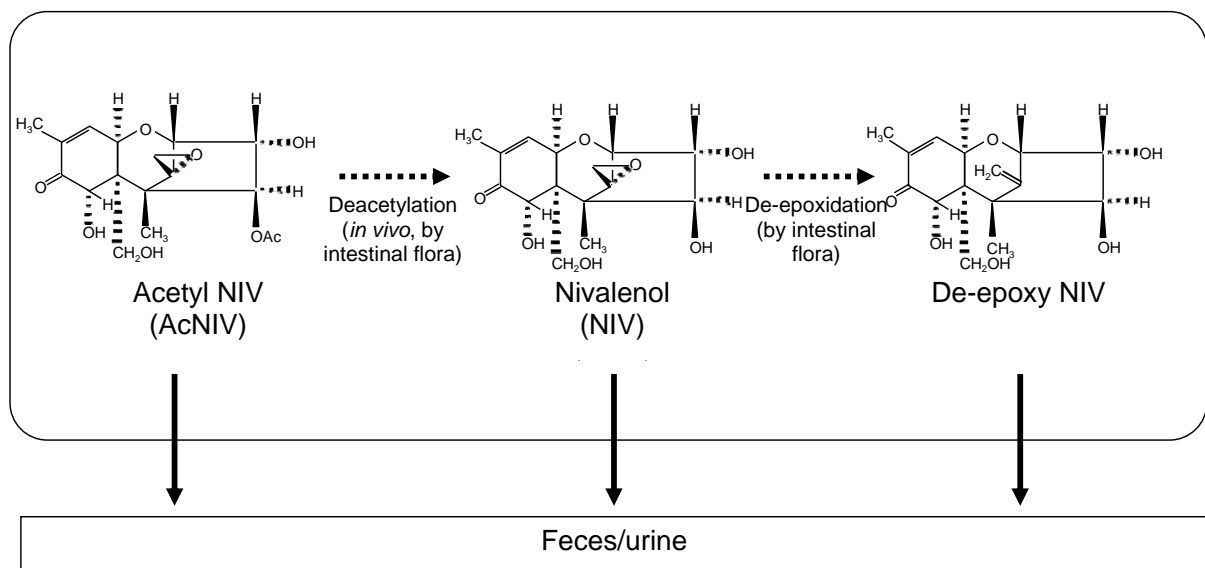 H H H
H₃C
O
O
OH
O
H
H
OH
CH₃
CH₂OH
OAc
Acetyl NIV
(AcNIV)
Deacetylation
(in vivo, by
intestinal flora)
H H H
H₃C
O
O
OH
O
H
H
OH
CH₃
CH₂OH
OH
Nivalenol
(NIV)
De-epoxidation
(by intestinal
flora)
H H H
H₃C
O
OH
H₂C
O
H
H
OH
CH₃
CH₂OH
OH
De-epoxy NIV
Feces/urine